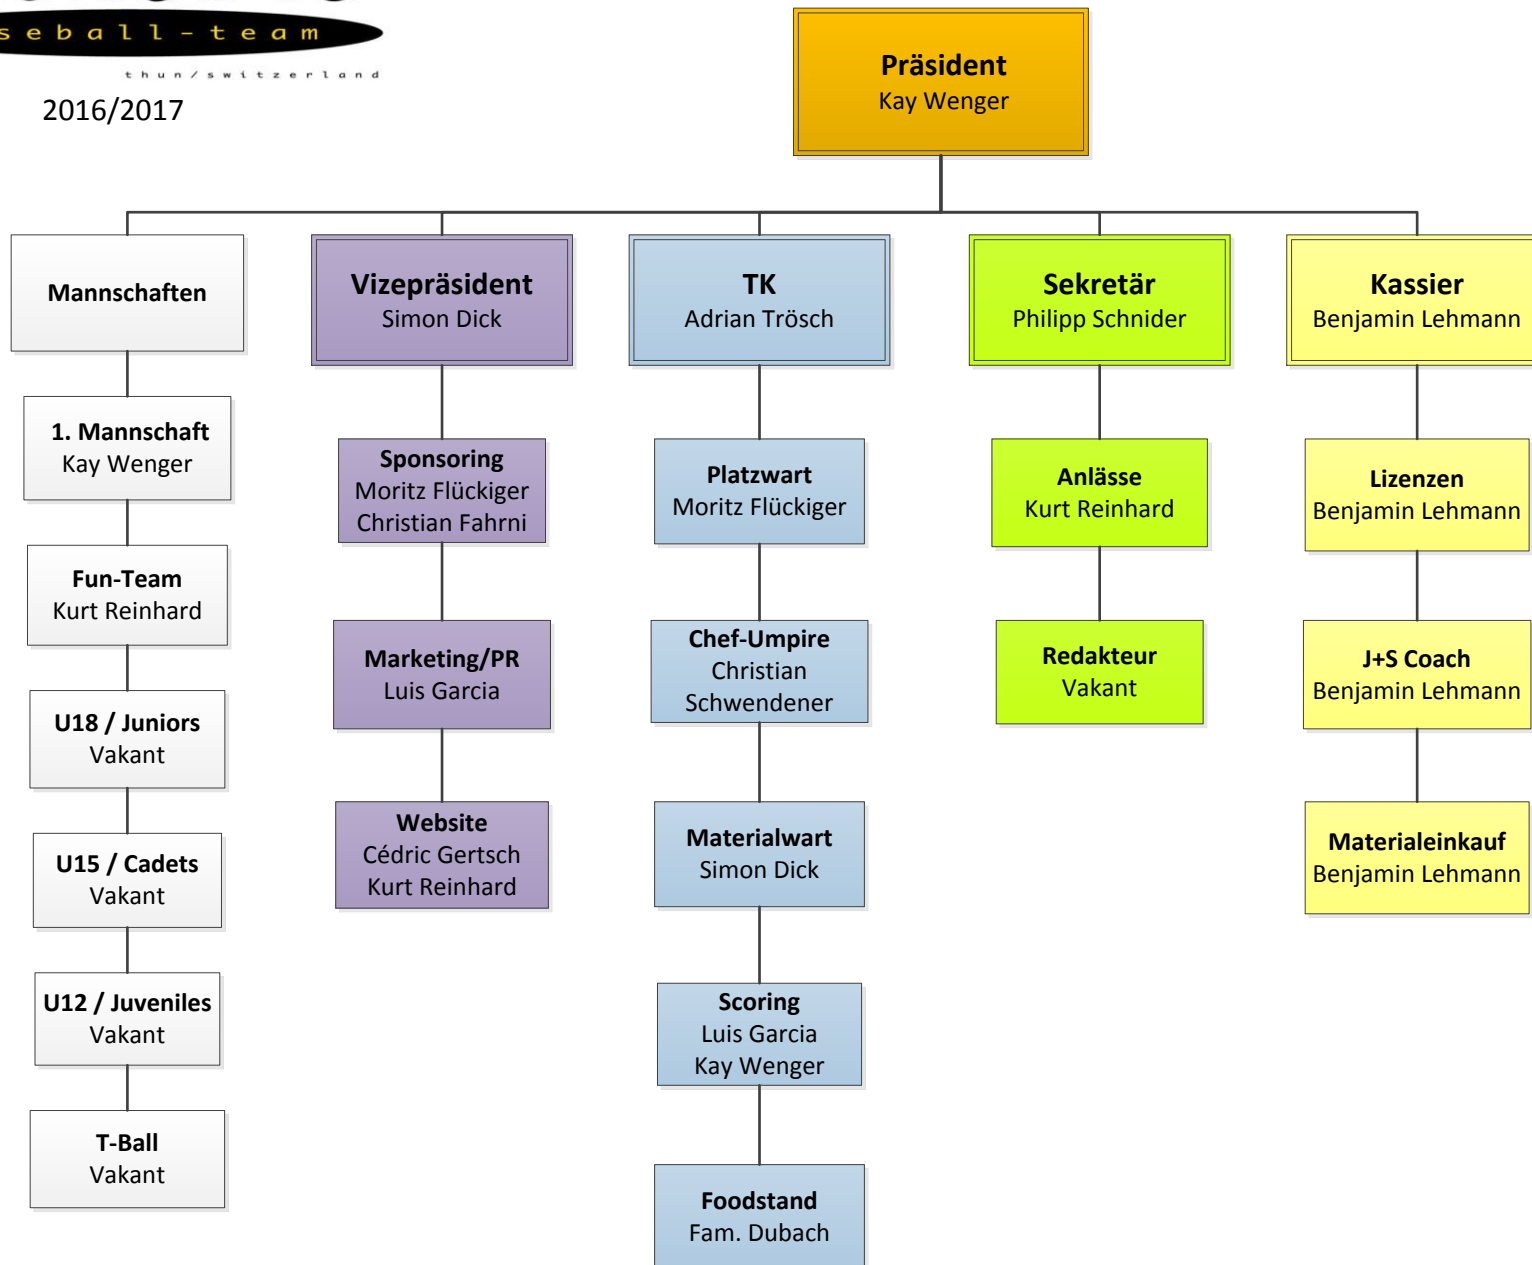 seball-team
thun/switzerland
2016/2017
Präsident
Kay Wenger
Mannschaften
1. Mannschaft
Kay Wenger
Fun-Team
Kurt Reinhard
U18 / Juniors
Vakant
U15 / Cadets
Vakant
U12 / Juveniles
Vakant
T-Ball
Vakant
Vizepräsident
Simon Dick
Sponsoring
Moritz Flückiger
Christian Fahrni
Marketing/PR
Luis Garcia
Website
Cédric Gertsch
Kurt Reinhard
TK
Adrian Trösch
Platzwart
Moritz Flückiger
Chef-Umpire
Christian
Schwendener
Materialwart
Simon Dick
Scoring
Luis Garcia
Kay Wenger
Foodstand
Fam. Dubach
Sekretär
Philipp Schnider
Anlässe
Kurt Reinhard
Redakteur
Vakant
Kassier
Benjamin Lehmann
Lizenzen
Benjamin Lehmann
J+S Coach
Benjamin Lehmann
Materialeinkauf
Benjamin Lehmann